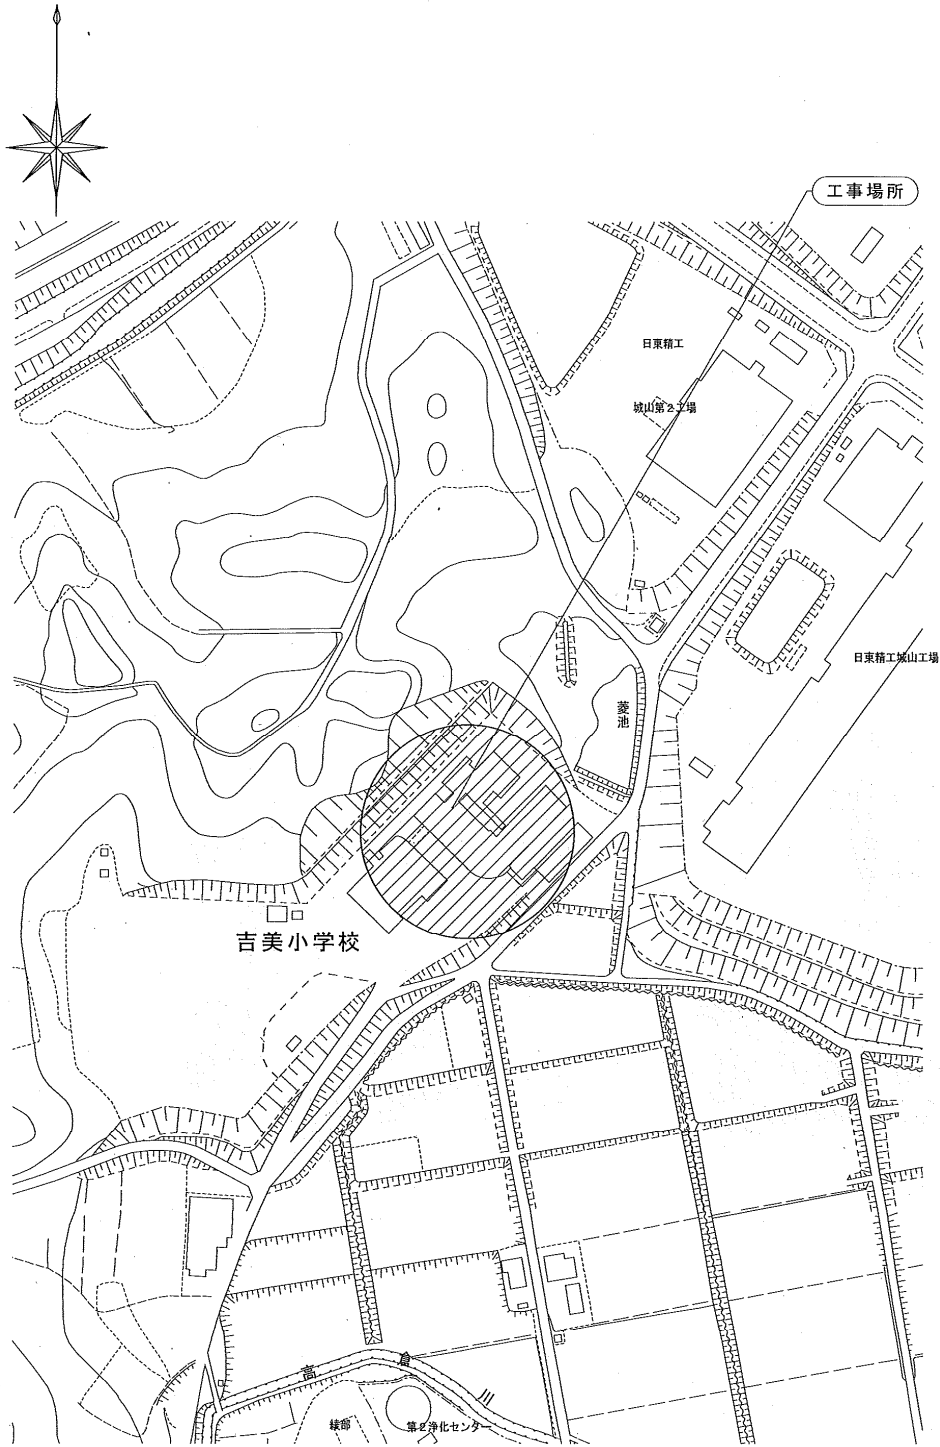 工事場所
日東精工
城山第2工場
日東精工城山工場
菱池
吉美小学校
高倉川
綾部 第2浄化センター